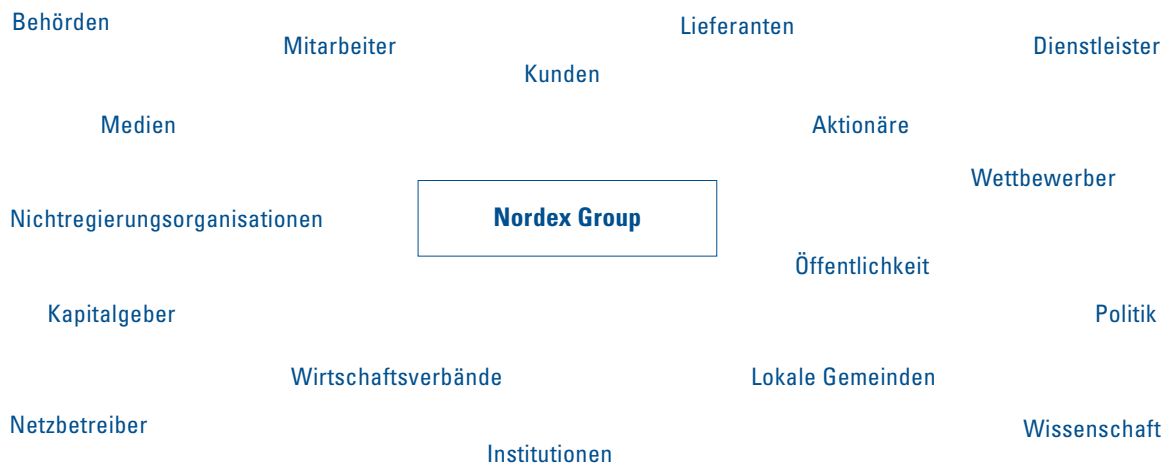 Behörden
Lieferanten
Mitarbeiter
Dienstleister
Kunden
Medien
Aktionäre
Wettbewerber
Nichtregierungsorganisationen
Nordex Group
Öffentlichkeit
Kapitalgeber
Politik
Wirtschaftsverbände
Lokale Gemeinden
Netzbetreiber
Wissenschaft
Institutionen